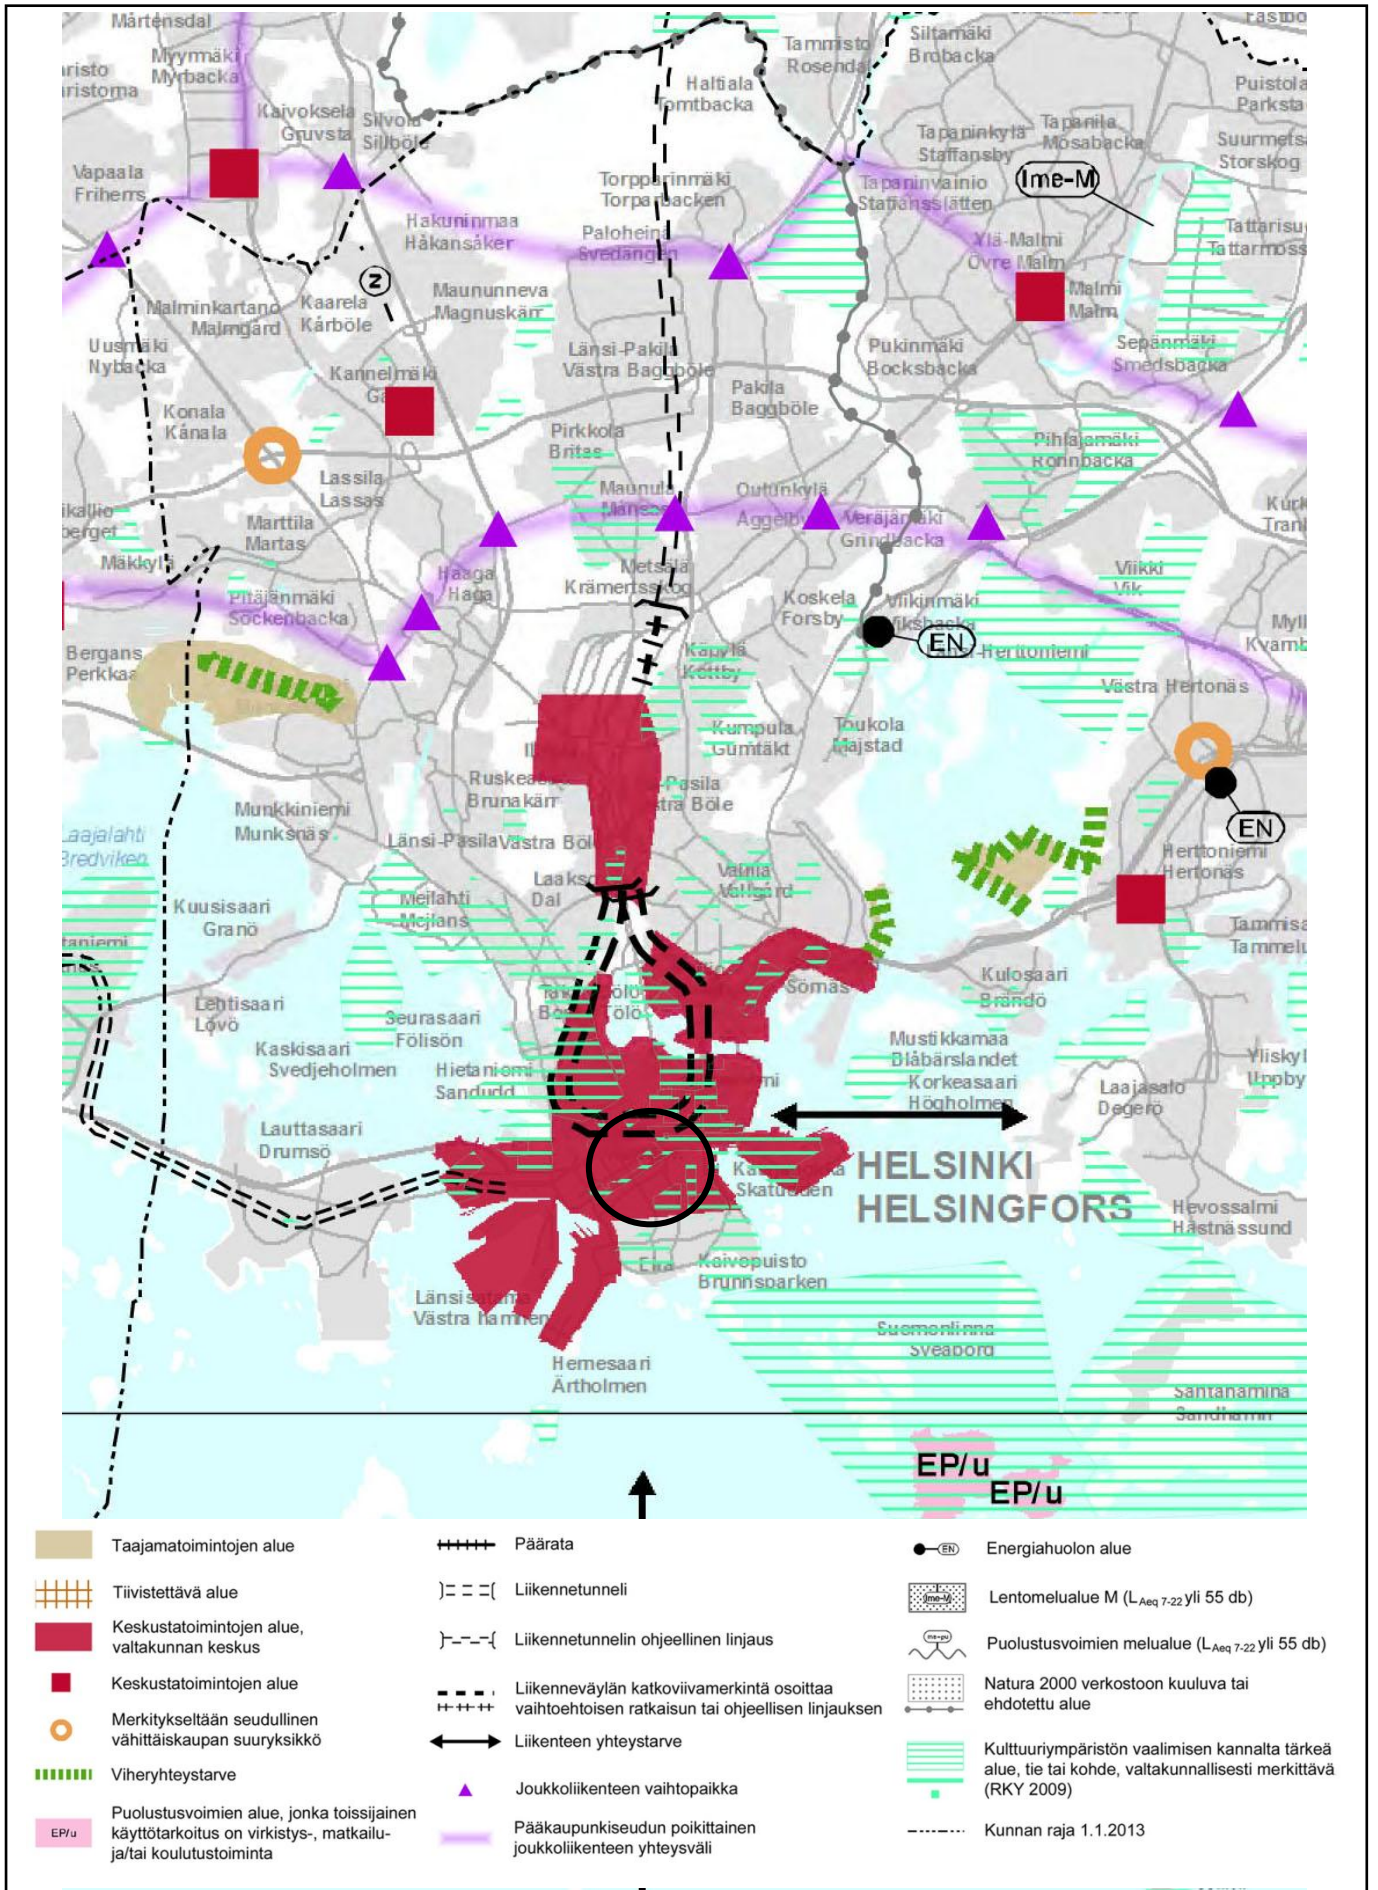 Mårtensdal
Myyrmäki
Myrbacka
Kaivoksela
Gruvsta
Silvola
Sillböle
Vapaala
Friherrs
Hakuninmaa
Håkansåker
Haltiala
Tomtbacka
Tammisto
Rosendal
Siltamäki
Brobacka
Puistola
Tapaninkylä
Staffansby
Tapanila
Mosabacka
Storskog
Ime-M
Torpparinmäki
Torparbacken
Paloheinä
Svedängen
Tapaninvainio
Staffansslätten
Ylä-Malmi
Övre Malm
Malmi
Malm
Z
Malminkartano
Malmgård
Kaarela
Kårböle
Maununneva
Magnuskärr
Uusmäki
Nybacka
Kannelmäki
Länsi-Pakila
Västra Baggböle
Pukinmäki
Bocksbacka
Sepänmäki
Smedsbacka
Konala
Kånala
Pakila
Baggböle
Pirkkola
Britas
Pihlajamäki
Rönnbacka
Lassila
Lassas
Marttila
Martas
Maunula
Månsas
Oulunkylä
Åggelby
Veräjämäki
Grindbacka
Mäkkylä
Pitäjänmäki
Sockenbacka
Haaga
Haga
Metsälä
Krämertsskog
Koskela
Forsby
Viikinmäki
Viksbacka
Viikki
Vik
EN
Länsi-Herttoniemi
Västra Hertonäs
Käpylä
Kottby
Kumpula
Gumtäkt
Toukola
Majstad
Munkkiniemi
Munksnäs
Laajalahti
Bredviken
Brunakärr
Länsi-Pasila
EN
Herttoniemi
Hertonäs
Kuusisaari
Granö
Meilahti
Mejlans
Dal
Vallila
Vallgård
Lehtisaari
Lövö
Seurasaari
Fölisön
Kaskisaari
Svedjeholmen
Hietaniemi
Sandudd
Sörnäs
Kulosaari
Brändö
Mustikkamaa
Blåbärslandet
Korkeasaari
Högholmen
Laajasalo
Degerö
Lauttasaari
Drumsö
Skatudden
HELSINKI
HELSINGFORS
Hevossalmi
Hästnässund
Eira
Kaivopuisto
Brunnsparken
Länsisatama
Västra hamnen
Suomenlinna
Sveaborg
Hernesaari
Ärtholmen
Santahamina
Sandhamn
EP/u
EP/u
Taajamatoimintojen alue
Tiivistettävä alue
Keskustatoimintojen alue,
valtakunnan keskus
Keskustatoimintojen alue
Merkitykseltään seudullinen
vähittäiskaupan suuryksikkö
Viheryhteystarve
EP/u
Puolustusvoimien alue, jonka toissijainen
käyttötarkoitus on virkistys-, matkailu-
ja/tai koulutustoiminta
Päärata
Liikennetunneli
Liikennetunnelin ohjeellinen linjaus
Liikenneväylän katkoviivamerkintä osoittaa
vaihtoehtoisen ratkaisun tai ohjeellisen linjauksen
Liikenteen yhteystarve
Joukkoliikenteen vaihtopaikka
Pääkaupunkiseudun poikittainen
joukkoliikenteen yhteysväli
EN
Energiahuollon alue
Lentomelualue M (LAeq 7-22 yli 55 db)
Puolustusvoimien melualue (LAeq 7-22 yli 55 db)
Natura 2000 verkostoon kuuluva tai
ehdotettu alue
Kulttuuriympäristön vaalimisen kannalta tärkeä
alue, tie tai kohde, valtakunnallisesti merkittävä
(RKY 2009)
Kunnan raja 1.1.2013